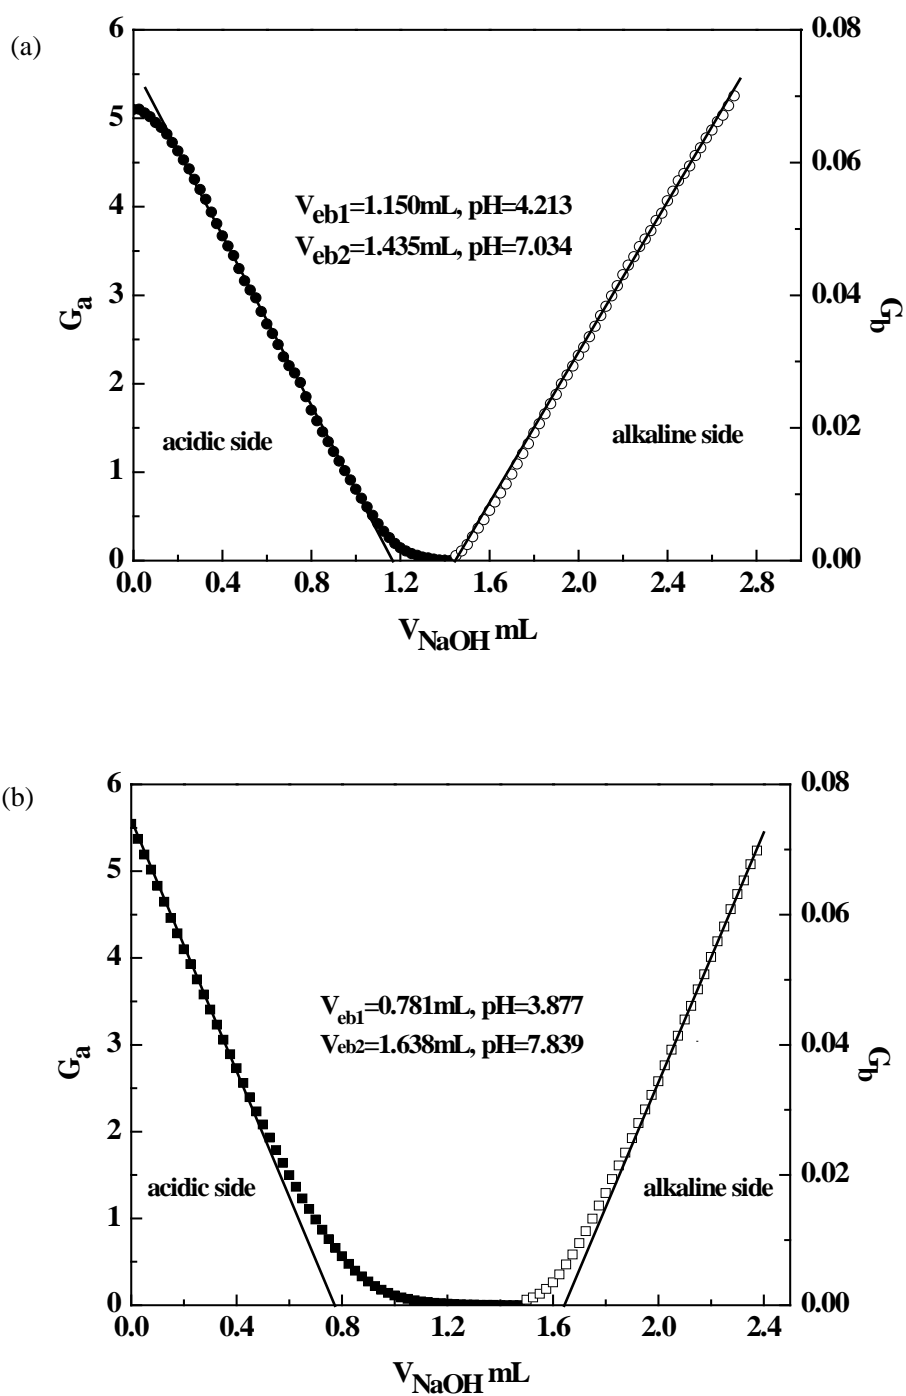 (a)
6
5
4
3
2
1
0
0.08
0.06
0.04
0.02
0.00
Ga
Gb
Veb1=1.150mL, pH=4.213
Veb2=1.435mL, pH=7.034
acidic side
alkaline side
0.0 0.4 0.8 1.2 1.6 2.0 2.4 2.8
VNaOH mL
(b)
6
5
4
3
2
1
0
0.08
0.06
0.04
0.02
0.00
Ga
Gb
Veb1=0.781mL, pH=3.877
Veb2=1.638mL, pH=7.839
acidic side
alkaline side
0.0 0.4 0.8 1.2 1.6 2.0 2.4
VNaOH mL